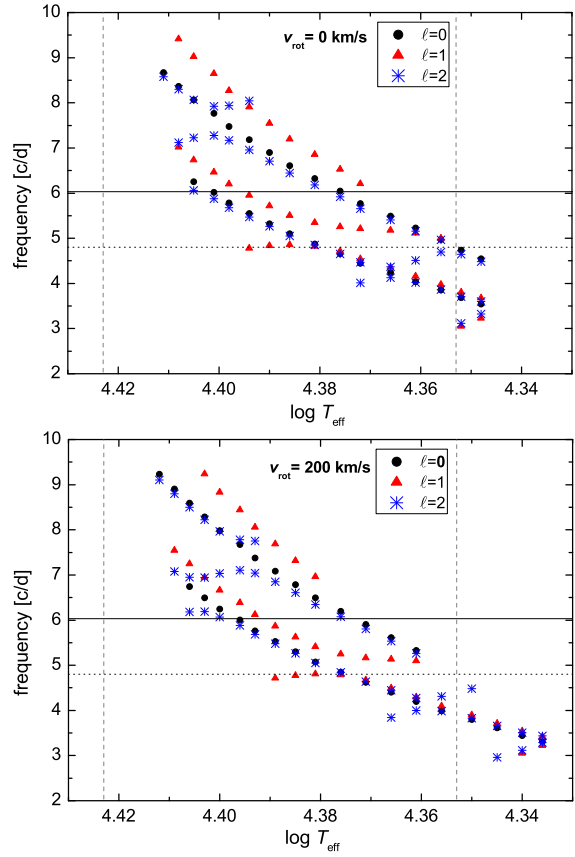 10
9
8
7
6
5
4
3
2
frequency [c/d]
v_rot = 0 km/s
ℓ=0
ℓ=1
ℓ=2
4.42 4.40 4.38 4.36 4.34
log T_eff
10
9
8
7
6
5
4
3
2
frequency [c/d]
v_rot = 200 km/s
ℓ=0
ℓ=1
ℓ=2
4.42 4.40 4.38 4.36 4.34
log T_eff